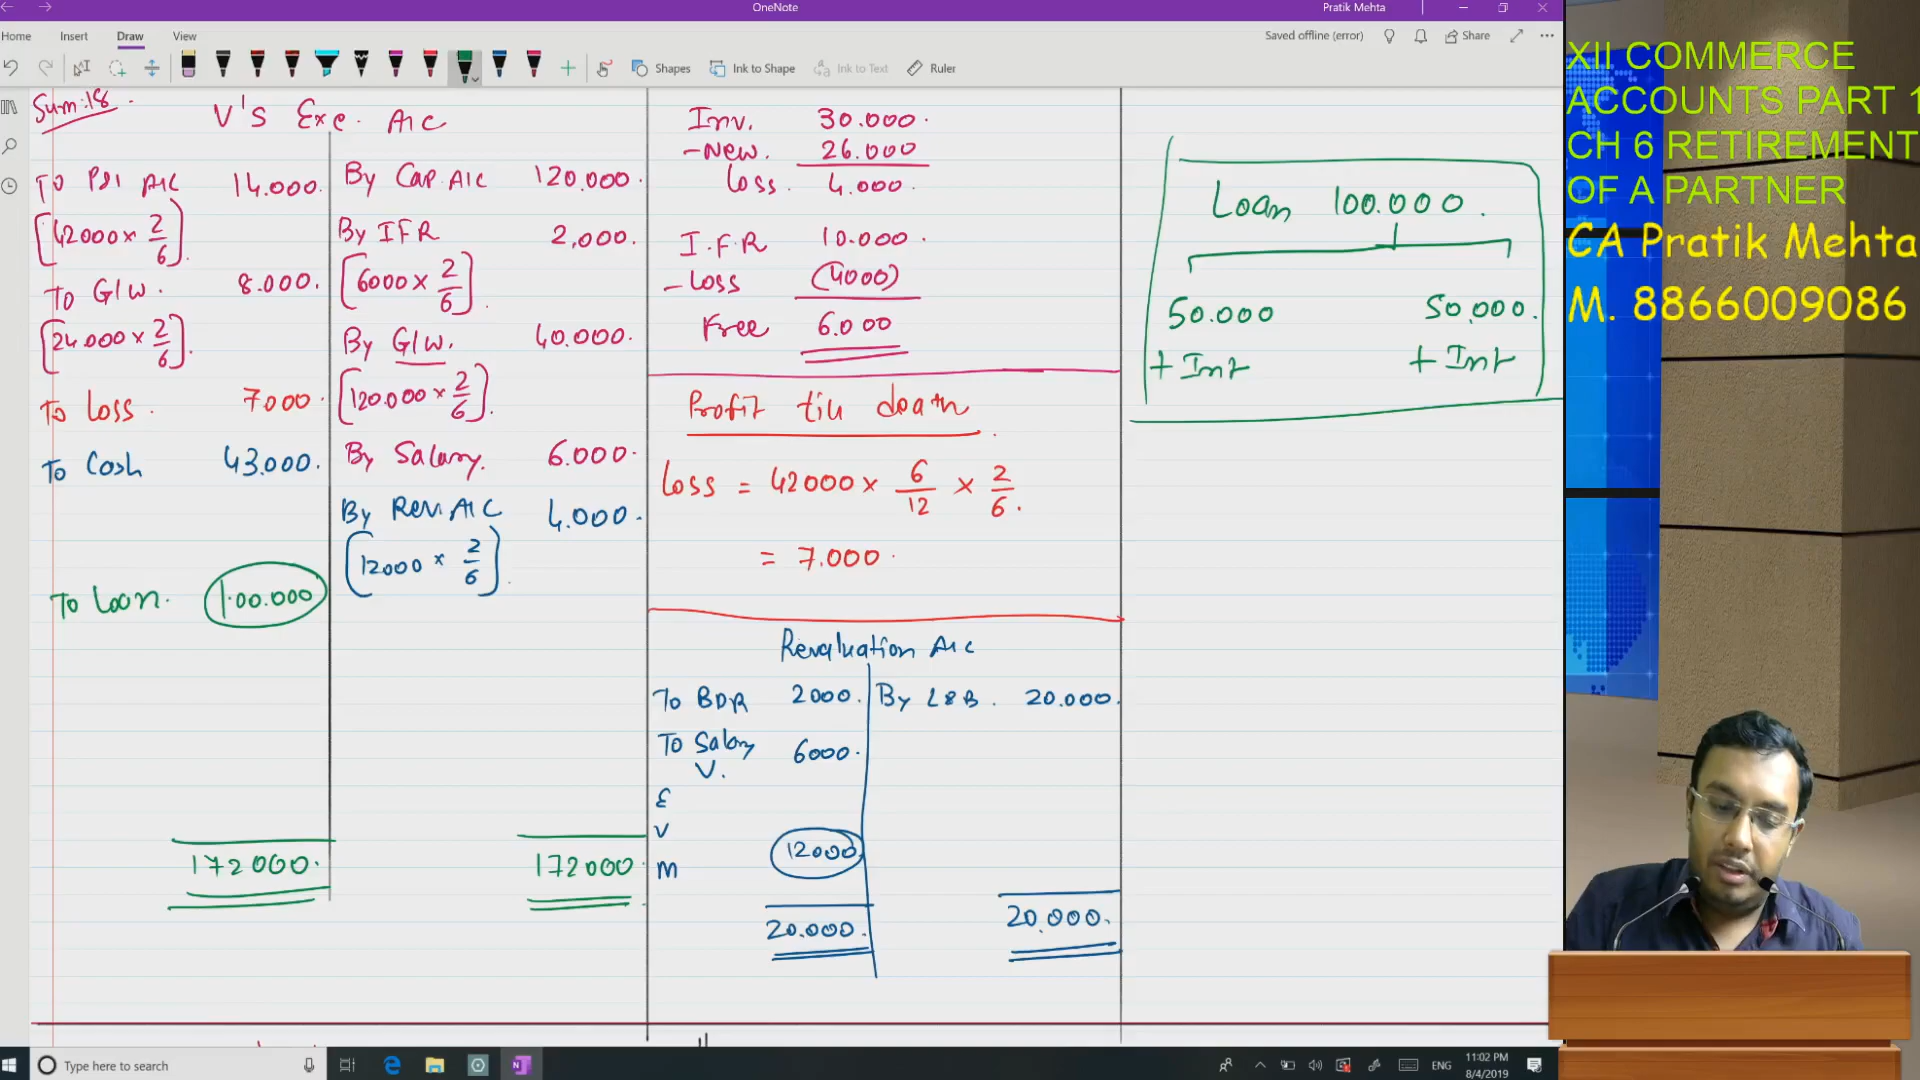 OneNote
Pratik Mehta
Home Insert Draw View
Saved offline (error) Share
Shapes Ink to Shape Ink to Text Ruler
Sum:18.
V's Exe. A/c
To P&L A/C 14.000.
[42000 × 2/6].
To G/W. 8.000.
[24.000 × 2/6].
To Loss. 7000.
To Cash 43.000.
To Loan. 1.00.000
172000.
By Cap. A/C 120.000.
By IFR 2,000.
[6000 × 2/6].
By G/W. 40.000.
[120.000 × 2/6].
By Salary. 6.000.
By Rev. A/C 4.000.
[12000 × 2/6].
172000
Inv. 30.000.
-New. 26.000
Loss. 4.000.
I.F.R 10.000.
- Loss (4000)
Free 6.000
Profit till death.
Loss = 42000 × 6/12 × 2/6.
= 7.000.
Revaluation A/c
To BDR 2000. By L&B. 20.000.
To Salary 6000.
V.
E
V
M 12000
20.000. 20.000.
Loan 100.000.
50.000 50.000.
+ Int + Int
XII COMMERCE
ACCOUNTS PART 1
CH 6 RETIREMENT
OF A PARTNER
CA Pratik Mehta
M. 8866009086
Type here to search
ENG
11:02 PM
8/4/2019